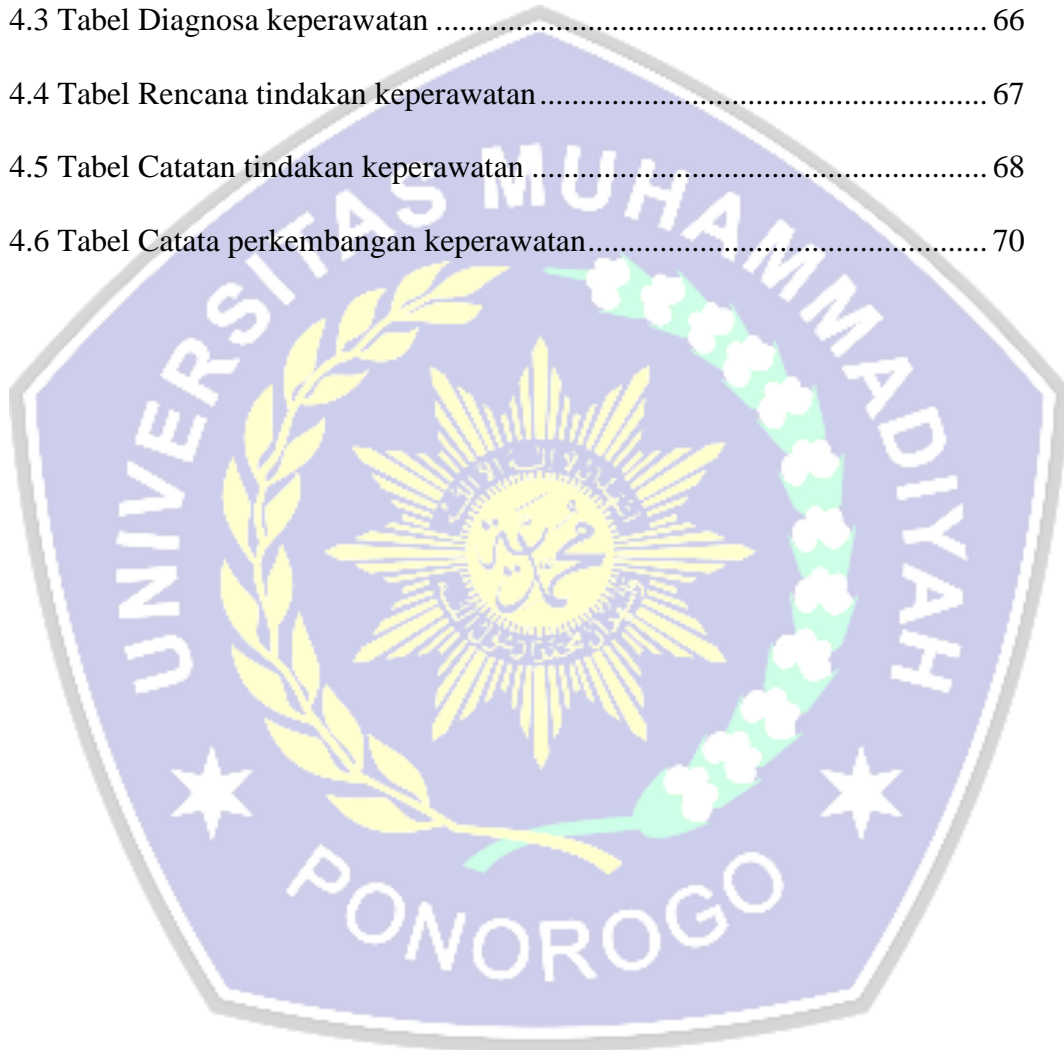 4.3 Tabel Diagnosa keperawatan ..................................................................... 66
4.4 Tabel Rencana tindakan keperawatan ........................................................ 67
4.5 Tabel Catatan tindakan keperawatan ......................................................... 68
4.6 Tabel Catata perkembangan keperawatan .................................................. 70
UNIVERSITAS MUHAMMADIYAH
PONOROGO